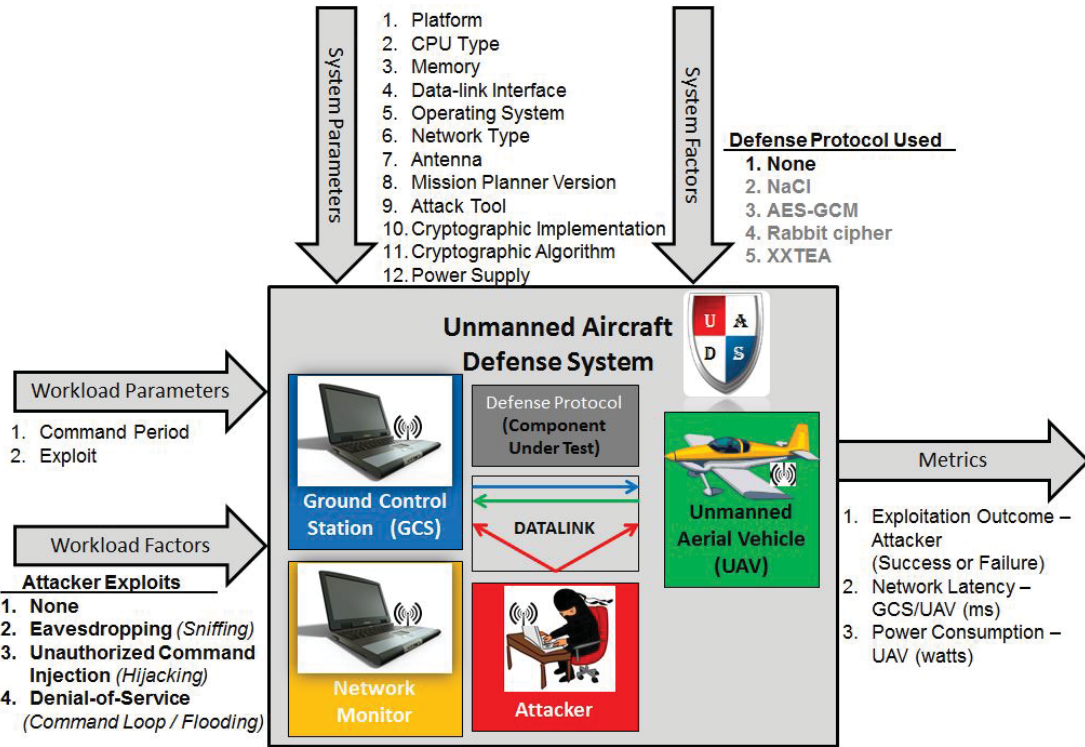 System Parameters
1. Platform
2. CPU Type
3. Memory
4. Data-link Interface
5. Operating System
6. Network Type
7. Antenna
8. Mission Planner Version
9. Attack Tool
10. Cryptographic Implementation
11. Cryptographic Algorithm
12. Power Supply
System Factors
Defense Protocol Used
1. None
2. NaCl
3. AES-GCM
4. Rabbit cipher
5. XXTEA
Workload Parameters
1. Command Period
2. Exploit
Workload Factors
Attacker Exploits
1. None
2. Eavesdropping (Sniffing)
3. Unauthorized Command
Injection (Hijacking)
4. Denial-of-Service
(Command Loop / Flooding)
Unmanned Aircraft
Defense System
U A
D S
Ground Control
Station (GCS)
Defense Protocol
(Component
Under Test)
DATALINK
Unmanned
Aerial Vehicle
(UAV)
Network
Monitor
Attacker
Metrics
1. Exploitation Outcome –
Attacker
(Success or Failure)
2. Network Latency –
GCS/UAV (ms)
3. Power Consumption –
UAV (watts)